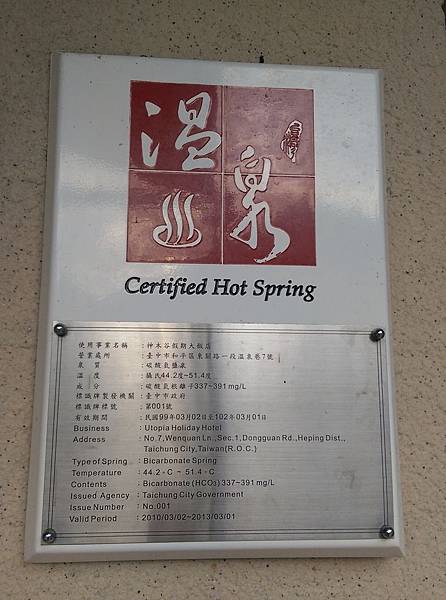 溫
泉
台灣
Certified Hot Spring
使用事業名稱 ：神木谷假期大飯店
營業處所 ：臺中市和平區東關路一段溫泉巷7號
泉質 ：碳酸氫鹽泉
溫度 ：攝氏44.2度~51.4度
成分 ：碳酸氫根離子337~391mg/L
標識牌製發機關 ：臺中市政府
標識牌標號 ：第001號
有效期間 ：民國99年03月02日至102年03月01日
Business : Utopia Holiday Hotel
Address : No.7,Wenquan Ln.,Sec.1,Dongguan Rd.,Heping Dist.,
Taichung City,Taiwan(R.O.C.)
Type of Spring : Bicarbonate Spring
Temperature : 44.2°C ~ 51.4°C
Contents : Bicarbonate (HCO3) 337~391mg/L
Issued Agency : Taichung City Government
Issue Number : No.001
Valid Period : 2010/03/02~2013/03/01